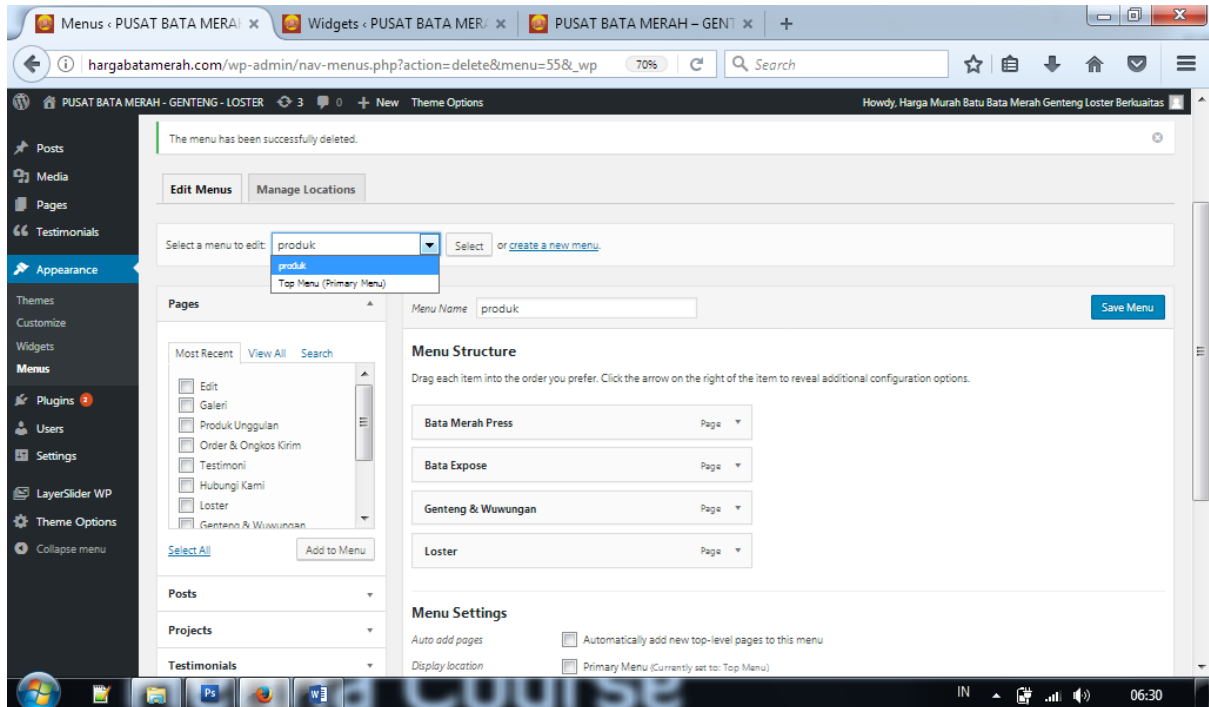 Menus ‹ PUSAT BATA MERAH
Widgets ‹ PUSAT BATA MERA
PUSAT BATA MERAH – GENT
hargabatamerah.com/wp-admin/nav-menus.php?action=delete&menu=55&_wp
70%
Search
PUSAT BATA MERAH - GENTENG - LOSTER 3 0 New Theme Options
Howdy, Harga Murah Batu Bata Merah Genteng Loster Berkuaitas
Posts
Media
Pages
Testimonials
Appearance
Themes
Customize
Widgets
Menus
Plugins 2
Users
Settings
LayerSlider WP
Theme Options
Collapse menu
The menu has been successfully deleted.
Edit Menus
Manage Locations
Select a menu to edit: produk Select or create a new menu.
produk
Top Menu (Primary Menu)
Pages
Most Recent View All Search
Edit
Galeri
Produk Unggulan
Order & Ongkos Kirim
Testimoni
Hubungi Kami
Loster
Genteng & Wuwungan
Select All
Add to Menu
Posts
Projects
Testimonials
Menu Name produk
Save Menu
Menu Structure
Drag each item into the order you prefer. Click the arrow on the right of the item to reveal additional configuration options.
Bata Merah Press Page
Bata Expose Page
Genteng & Wuwungan Page
Loster Page
Menu Settings
Auto add pages Automatically add new top-level pages to this menu
Display location Primary Menu (Currently set to: Top Menu)
Course
Ps
W
IN
06:30